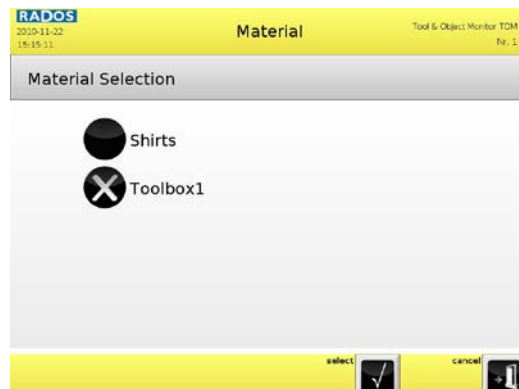 RADOS
2010-11-22
15:15:11
Material
Tool & Object Monitor TOM
Nr. 1
Material Selection
Shirts
Toolbox1
select
cancel